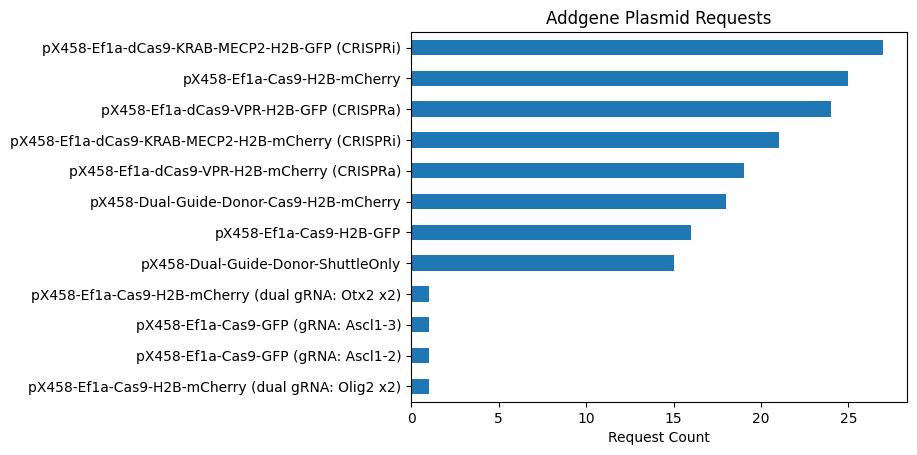 Addgene Plasmid Requests
pX458-Ef1a-dCas9-KRAB-MECP2-H2B-GFP (CRISPRi)
pX458-Ef1a-Cas9-H2B-mCherry
pX458-Ef1a-dCas9-VPR-H2B-GFP (CRISPRa)
pX458-Ef1a-dCas9-KRAB-MECP2-H2B-mCherry (CRISPRi)
pX458-Ef1a-dCas9-VPR-H2B-mCherry (CRISPRa)
pX458-Dual-Guide-Donor-Cas9-H2B-mCherry
pX458-Ef1a-Cas9-H2B-GFP
pX458-Dual-Guide-Donor-ShuttleOnly
pX458-Ef1a-Cas9-H2B-mCherry (dual gRNA: Otx2 x2)
pX458-Ef1a-Cas9-GFP (gRNA: Ascl1-3)
pX458-Ef1a-Cas9-GFP (gRNA: Ascl1-2)
pX458-Ef1a-Cas9-H2B-mCherry (dual gRNA: Olig2 x2)
0 5 10 15 20 25
Request Count